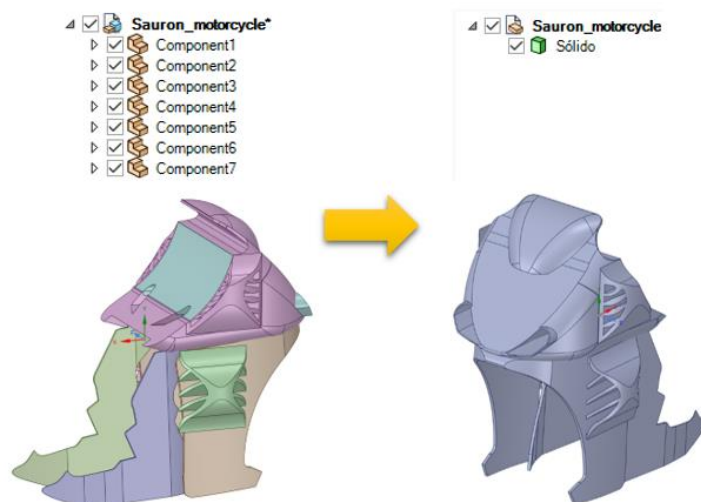 Sauron_motorcycle*
Component1
Component2
Component3
Component4
Component5
Component6
Component7
Sauron_motorcycle
Sólido